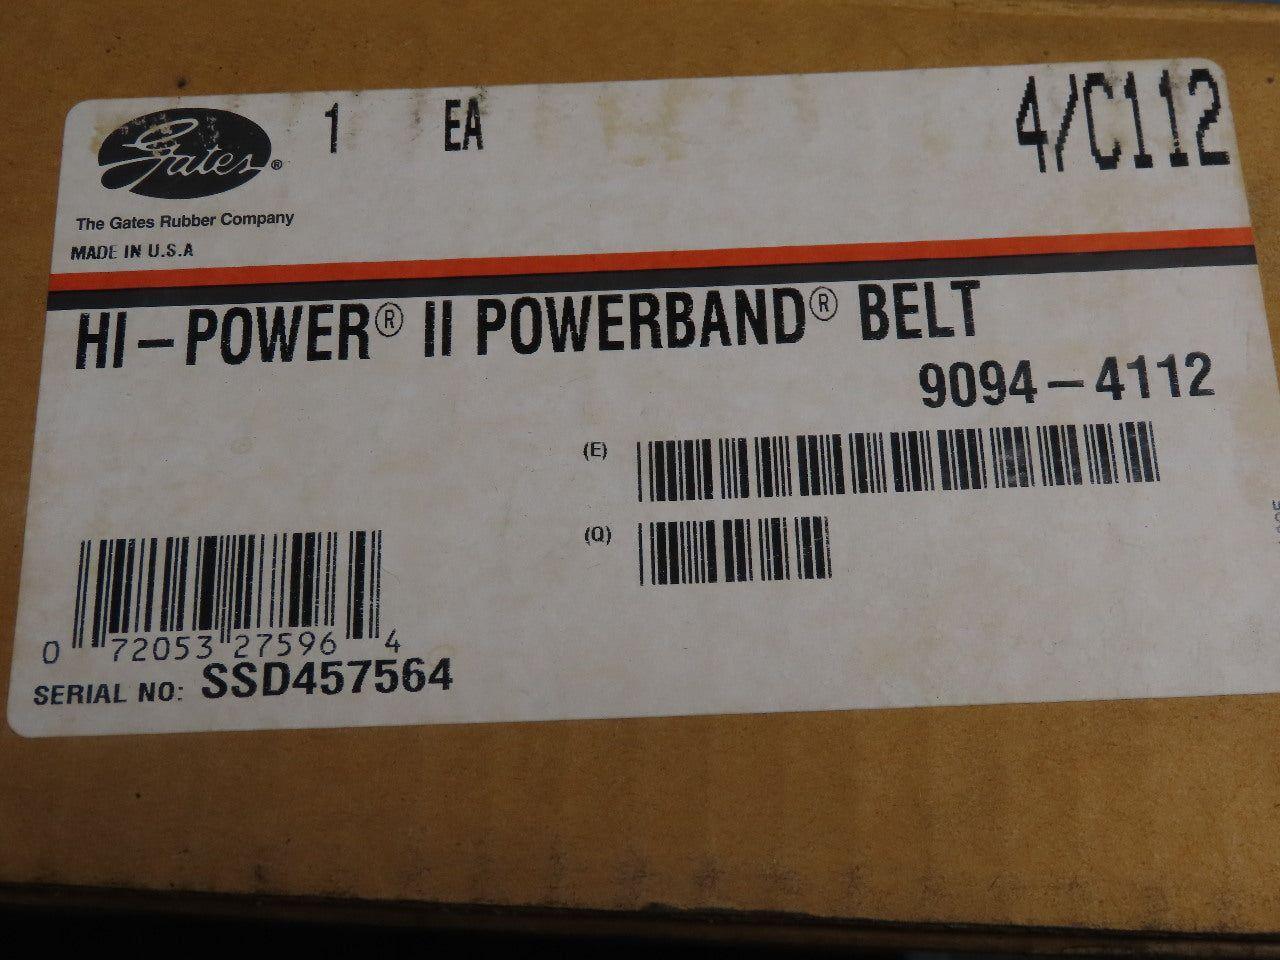 Gates®
1 EA
4/C112
The Gates Rubber Company
MADE IN U.S.A
HI-POWER® II POWERBAND® BELT
9094-4112
(E)
(Q)
0 72053 27596 4
SERIAL NO: SSD457564